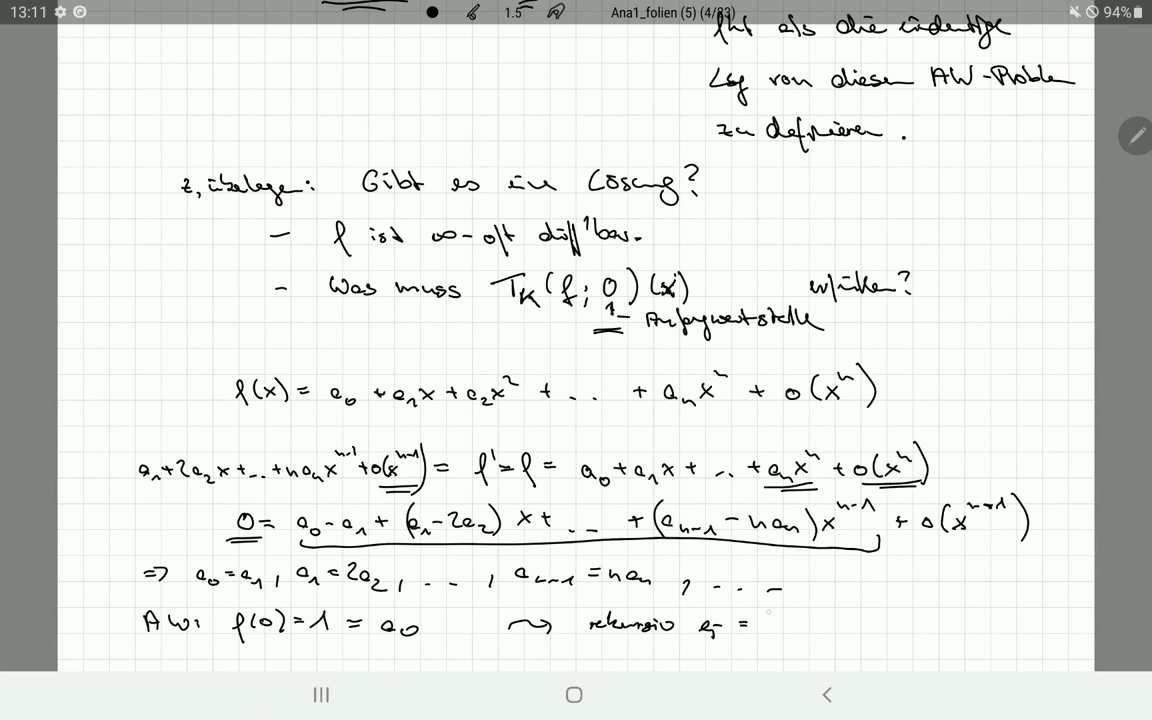 13:11 1.5 Ana1_folien (5) (4/23) 94%
als die eindeutige
Lsg von diesem AW-Problem
zu definieren.
z, überlegen: Gibt es eine Lösung?
- f ist ∞-oft diff'bar.
- Was muss T_K(f; 0)(x) erfüllen?
↑ Anfangswertstelle
f(x) = a_0 + a_1x + a_2x^2 + ... + a_nx^n + o(x^n)
a_1+2a_2x+...+na_nx^{n-1}+o(x^{n-1}) = f'=f = a_0+a_1x+ ... +a_nx^n+o(x^n)
0 = a_0-a_1+(a_1-2a_2)x+ ... +(a_{n-1}-na_n)x^{n-1} + o(x^{n-1})
=> a_0=a_1, a_1=2a_2, ..., a_{n-1}=na_n, ...
AW: f(0)=1=a_0 ⇝ rekursiv a_j =